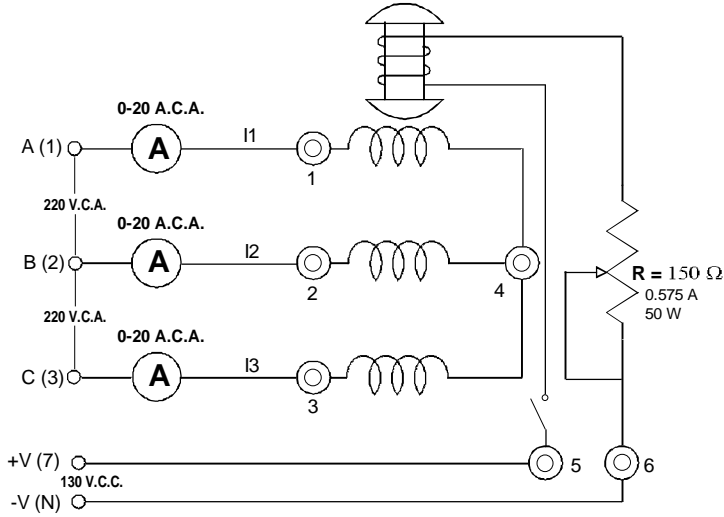 0-20 A.C.A.
A (1)
A
I1
1
220 V.C.A.
0-20 A.C.A.
B (2)
A
I2
2
4
R = 150 Ω
0.575 A
50 W
220 V.C.A.
0-20 A.C.A.
C (3)
A
I3
3
+V (7)
5
6
130 V.C.C.
-V (N)